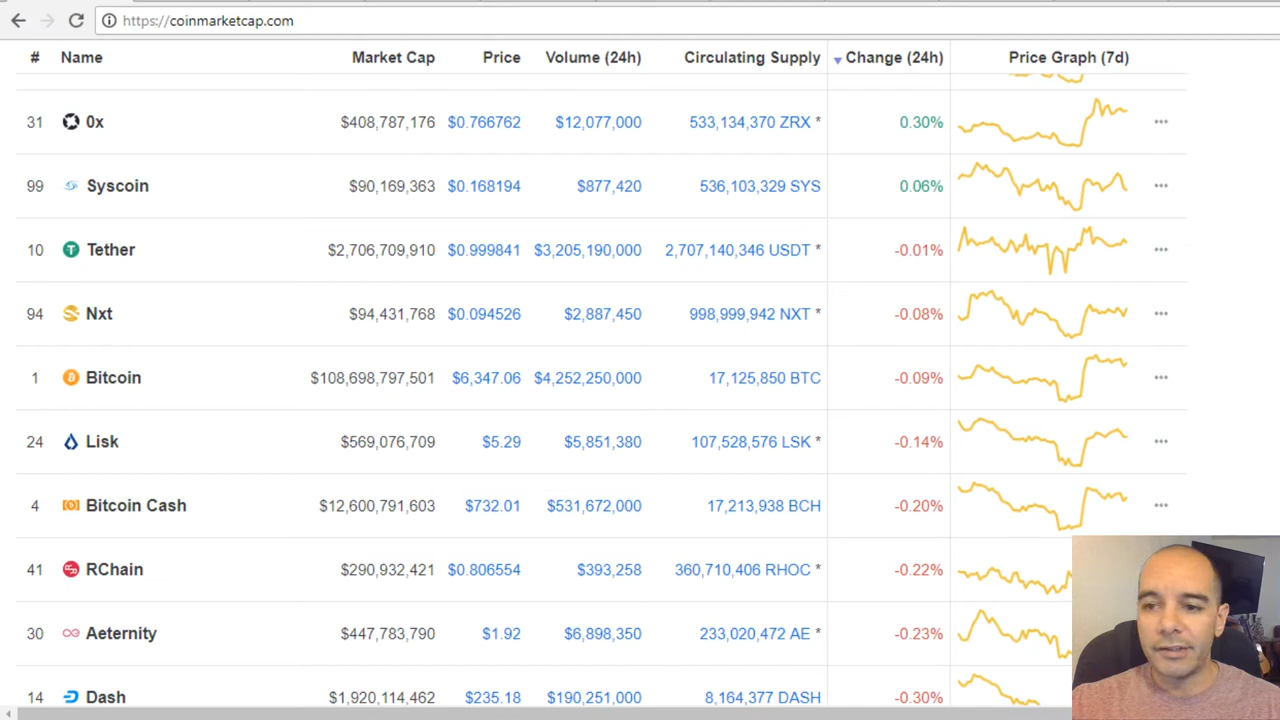 https://coinmarketcap.com
# Name Market Cap Price Volume (24h) Circulating Supply Change (24h) Price Graph (7d)
31 0x $408,787,176 $0.766762 $12,077,000 533,134,370 ZRX * 0.30%
99 Syscoin $90,169,363 $0.168194 $877,420 536,103,329 SYS 0.06%
10 Tether $2,706,709,910 $0.999841 $3,205,190,000 2,707,140,346 USDT * -0.01%
94 Nxt $94,431,768 $0.094526 $2,887,450 998,999,942 NXT * -0.08%
1 Bitcoin $108,698,797,501 $6,347.06 $4,252,250,000 17,125,850 BTC -0.09%
24 Lisk $569,076,709 $5.29 $5,851,380 107,528,576 LSK * -0.14%
4 Bitcoin Cash $12,600,791,603 $732.01 $531,672,000 17,213,938 BCH -0.20%
41 RChain $290,932,421 $0.806554 $393,258 360,710,406 RHOC * -0.22%
30 Aeternity $447,783,790 $1.92 $6,898,350 233,020,472 AE * -0.23%
14 Dash $1,920,114,462 $235.18 $190,251,000 8,164,377 DASH -0.30%